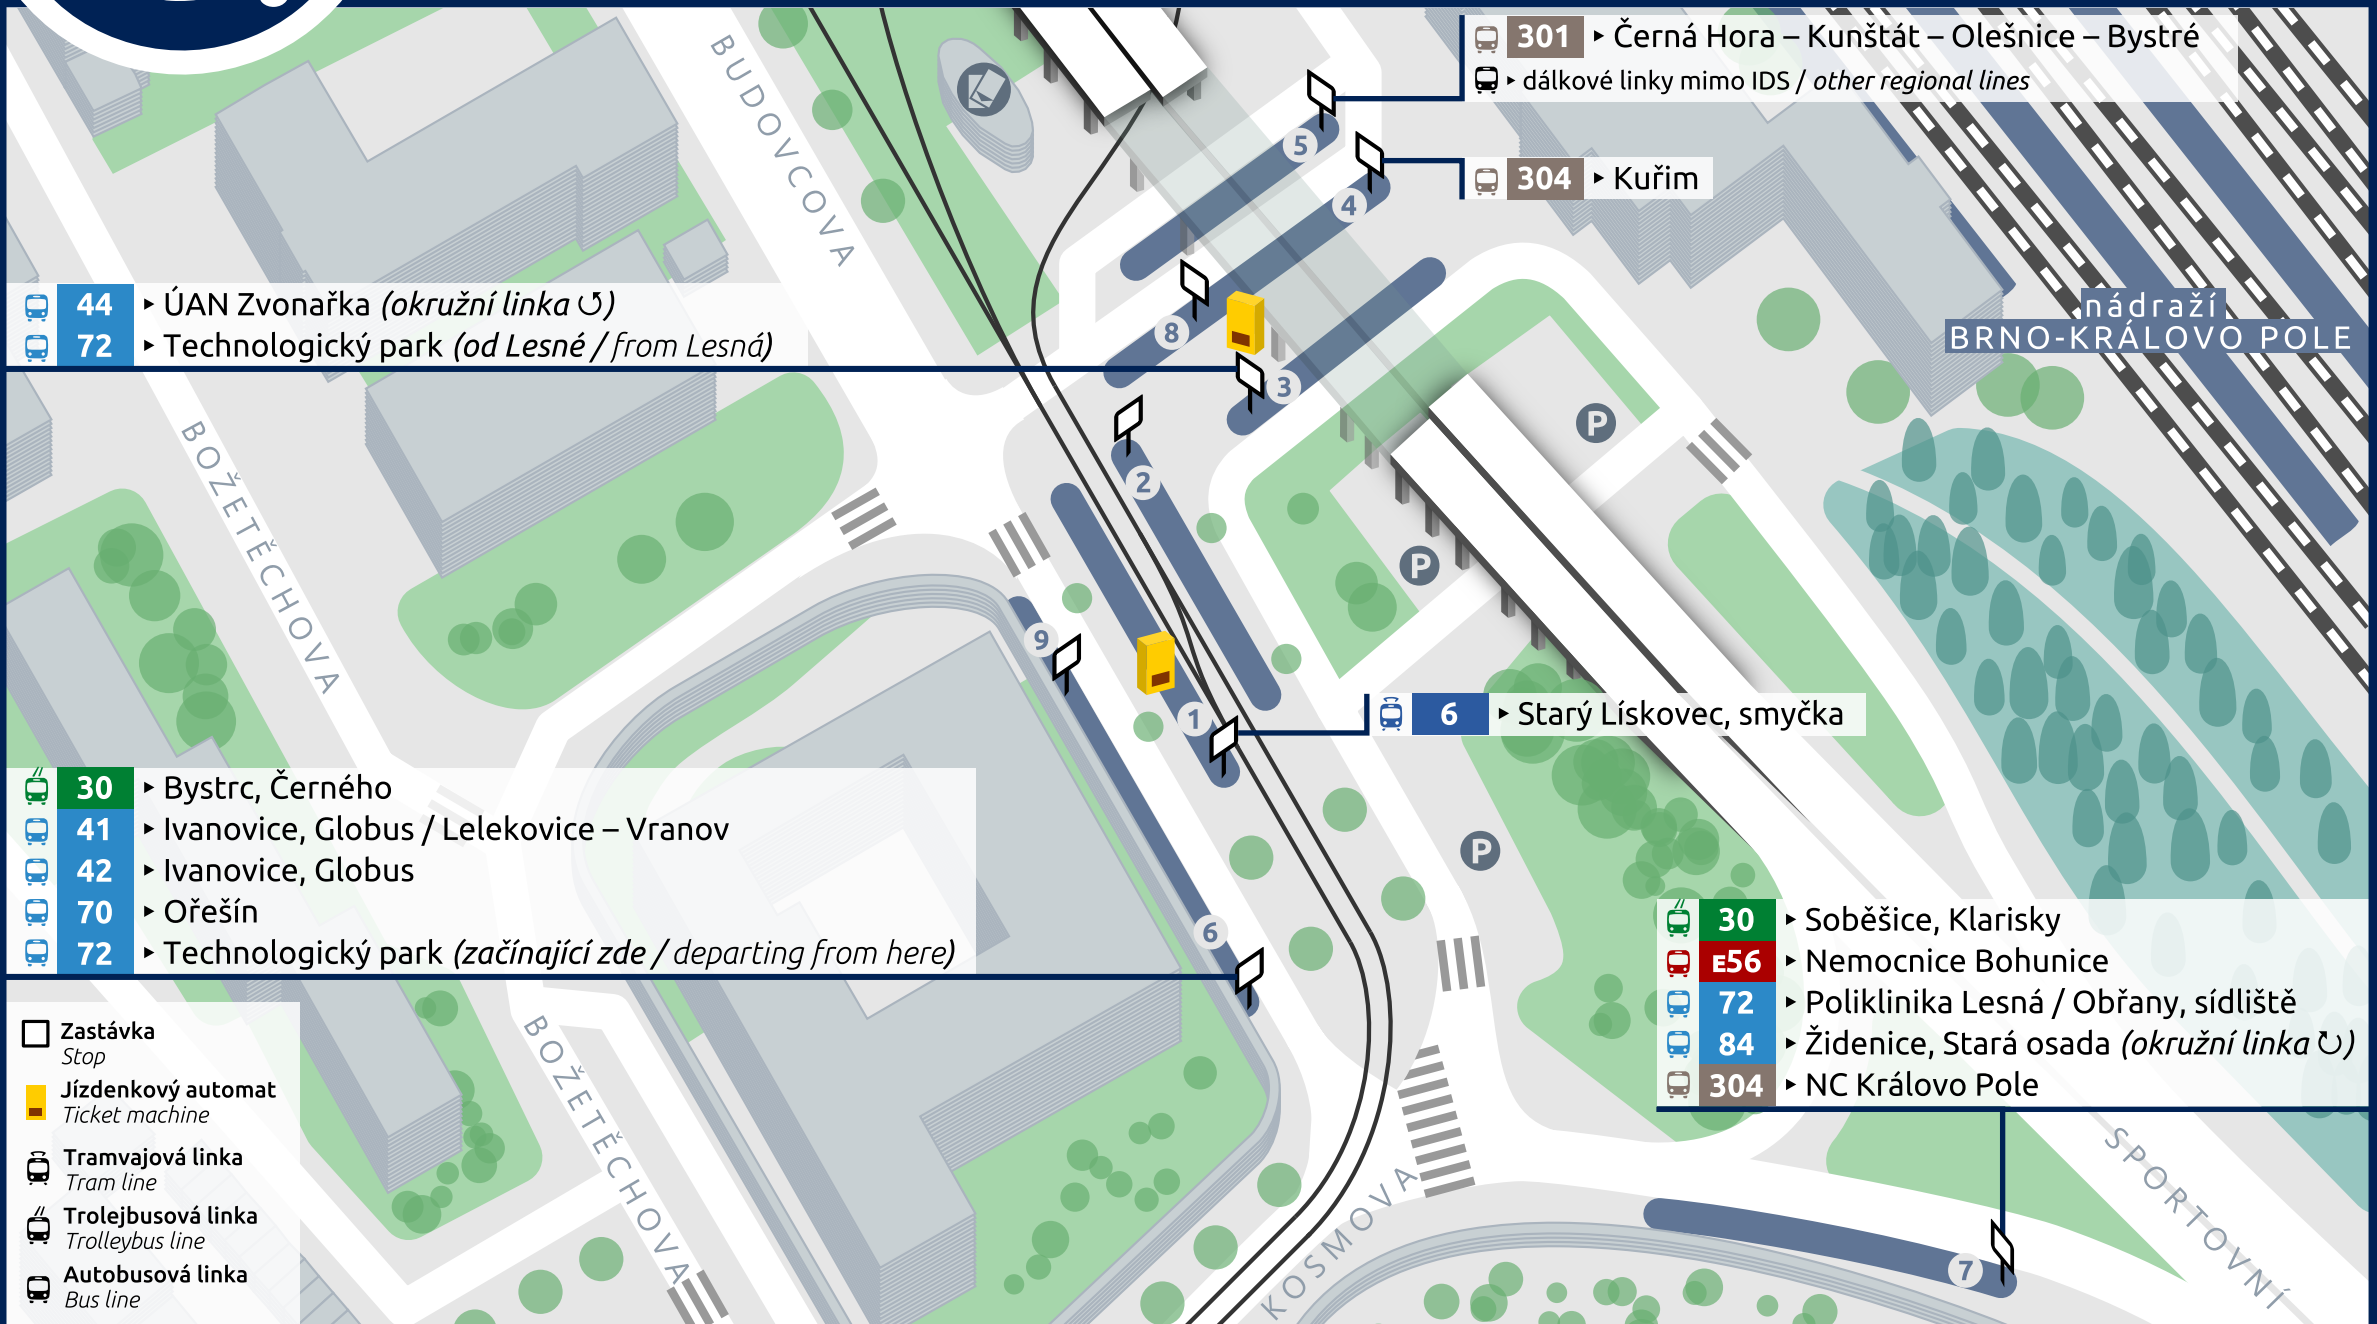 301 ▸ Černá Hora – Kunštát – Olešnice – Bystré
▸ dálkové linky mimo IDS / other regional lines
BUDOVCOVA
5
4
304 ▸ Kuřim
44 ▸ ÚAN Zvonařka (okružní linka ↺)
72 ▸ Technologický park (od Lesné / from Lesná)
8
3
nádraží
BRNO-KRÁLOVO POLE
BOŽETĚCHOVA
P
2
P
9
1
6 ▸ Starý Lískovec, smyčka
30 ▸ Bystrc, Černého
41 ▸ Ivanovice, Globus / Lelekovice – Vranov
42 ▸ Ivanovice, Globus
70 ▸ Ořešín
72 ▸ Technologický park (začínající zde / departing from here)
P
6
30 ▸ Soběšice, Klarisky
E56 ▸ Nemocnice Bohunice
72 ▸ Poliklinika Lesná / Obřany, sídliště
84 ▸ Židenice, Stará osada (okružní linka ↻)
304 ▸ NC Královo Pole
Zastávka
Stop
Jízdenkový automat
Ticket machine
Tramvajová linka
Tram line
Trolejbusová linka
Trolleybus line
Autobusová linka
Bus line
BOŽETĚCHOVA
KOSMOVA
SPORTOVNÍ
7